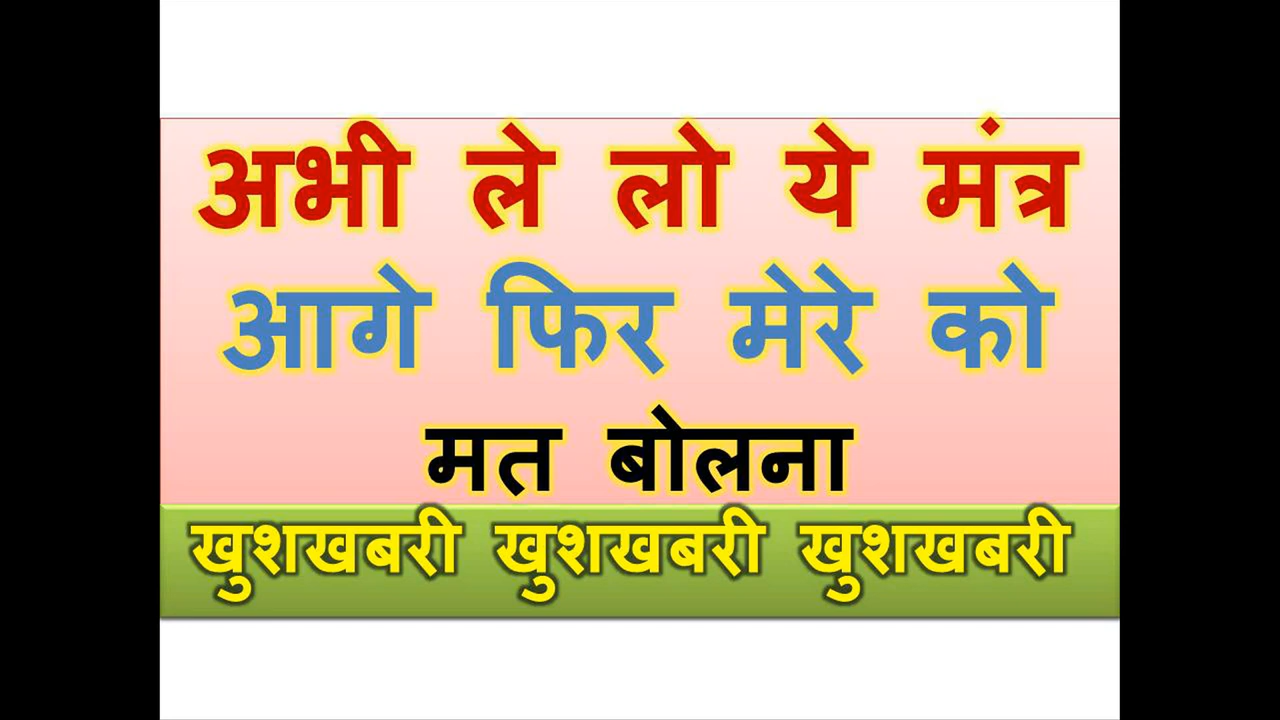 अभी ले लो ये मंत्र
आगे फिर मेरे को
मत बोलना
खुशखबरी खुशखबरी खुशखबरी